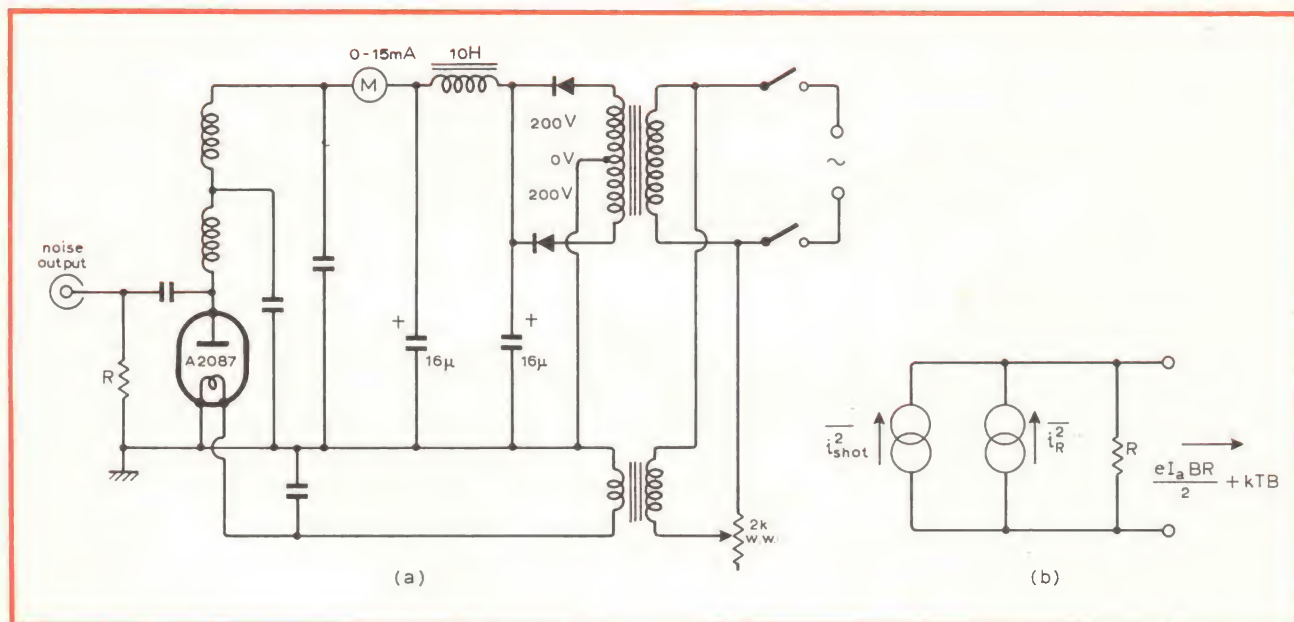 0-15mA
10H
M
200V
0V
200V
~
noise
output
R
A2087
+
16μ
+
16μ
2k
w.w.
(a)
i²shot
i²R
R
eIaBR/2 + kTB
(b)